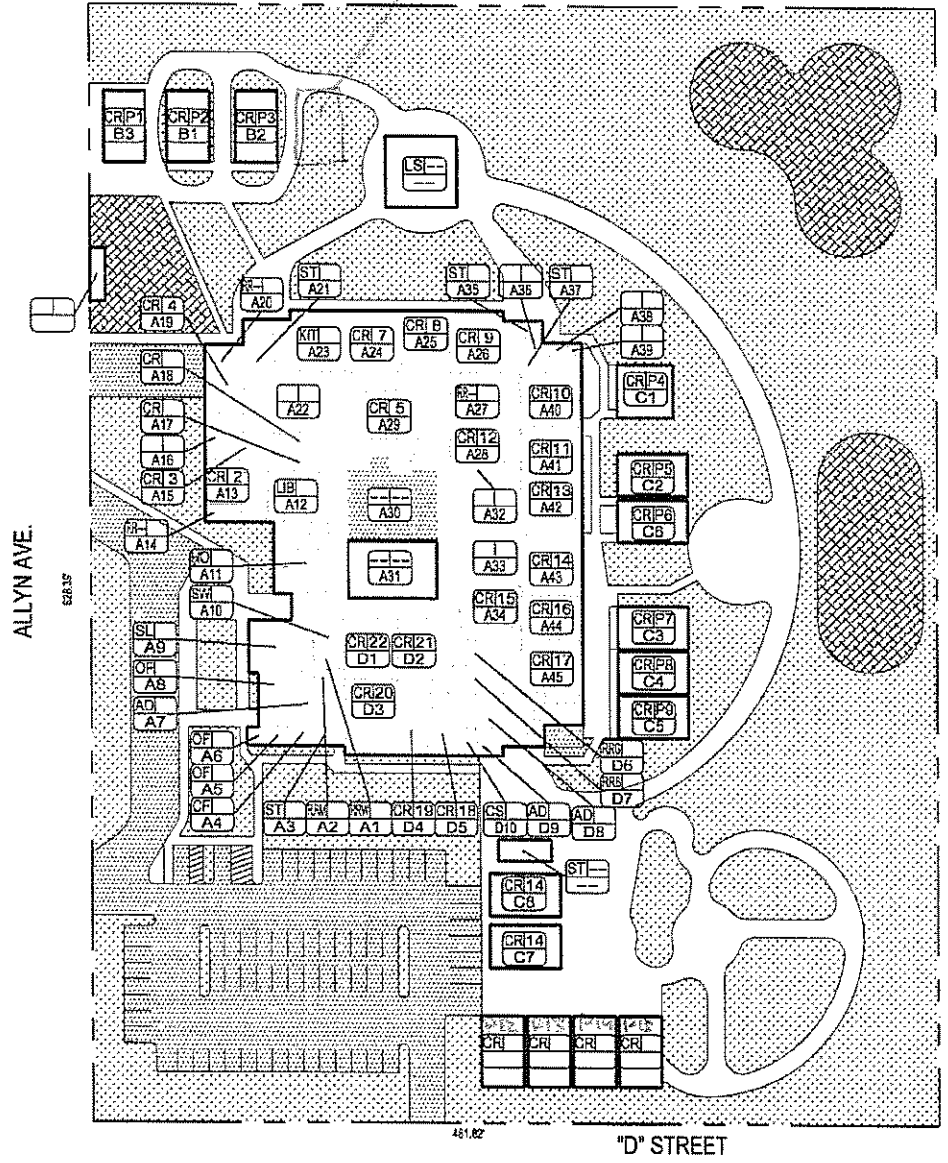 CR P1
B3
CR P2
B1
CR P3
B2
LS ---
---
A20
ST
A21
ST
A35
A36
ST
A37
CR 4
A19
KIT
A23
CR 7
A24
CR 8
A25
CR 9
A26
A38
A39
CR
A18
A22
CR 5
A29
A27
CR 10
A40
CR P4
C1
CR
A17
A16
CR 3
A15
CR 2
A13
LIB
A12
A30
CR 12
A28
A32
CR 11
A41
CR 13
A42
CR P5
C2
CR P6
C6
A14
ALLYN AVE.
A11
SW
A10
A31
A33
CR 14
A43
CR 15
A34
CR 16
A44
CR P7
C3
SL
A9
OF
A8
AD
A7
CR 22
D1
CR 21
D2
CR 20
D3
CR 17
A45
CR P8
C4
CR P9
C5
OF
A6
OF
A5
A4
RRG
D6
RRB
D7
ST
A3
A2
A1
CR 19
D4
CR 18
D5
CS
D10
AD
D9
AD
D8
ST ---
---
CR 14
C8
CR 14
C7
CR
CR
CR
CR
461.62'
"D" STREET